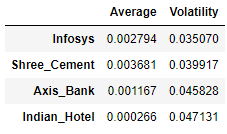 Average Volatility
Infosys 0.002794 0.035070
Shree_Cement 0.003681 0.039917
Axis_Bank 0.001167 0.045828
Indian_Hotel 0.000266 0.047131